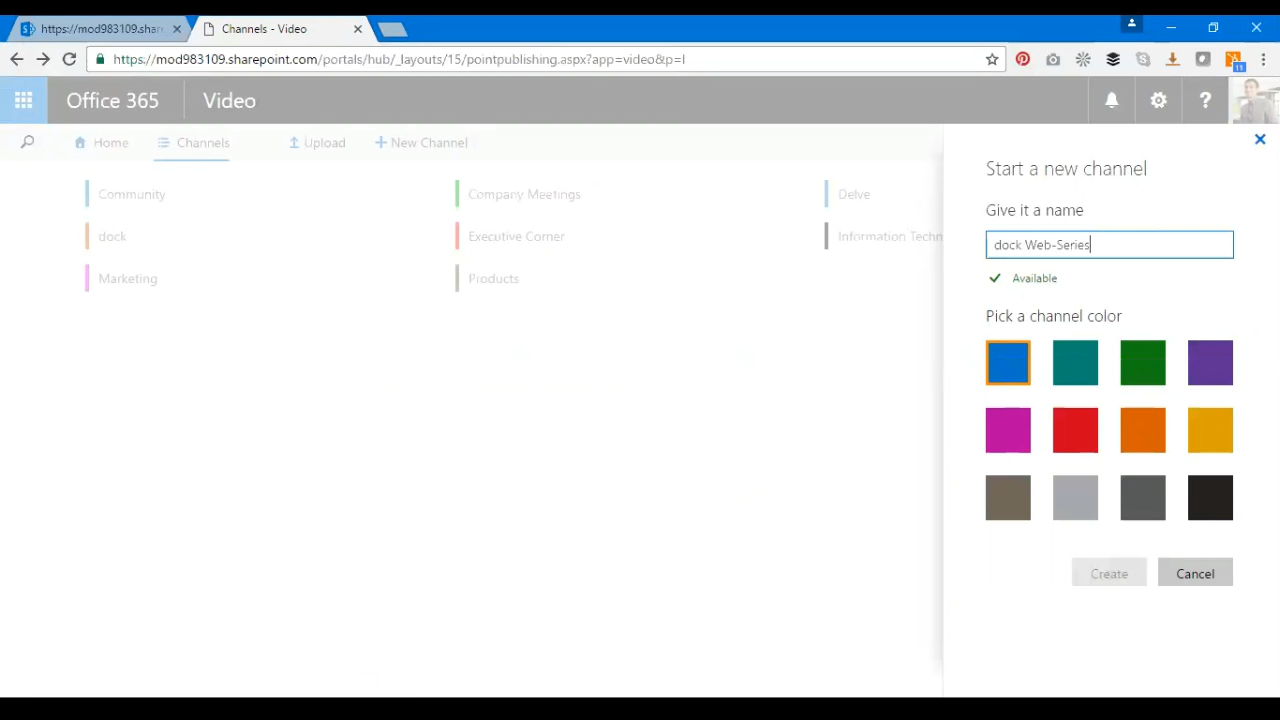 https://mod983109.shar
Channels - Video
https://mod983109.sharepoint.com/portals/hub/_layouts/15/pointpublishing.aspx?app=video&p=l
11
Office 365
Video
?
Home
Channels
Upload
New Channel
Community
Company Meetings
Delve
dock
Executive Corner
Information Techn
Marketing
Products
Start a new channel
Give it a name
dock Web-Series
Available
Pick a channel color
Create
Cancel